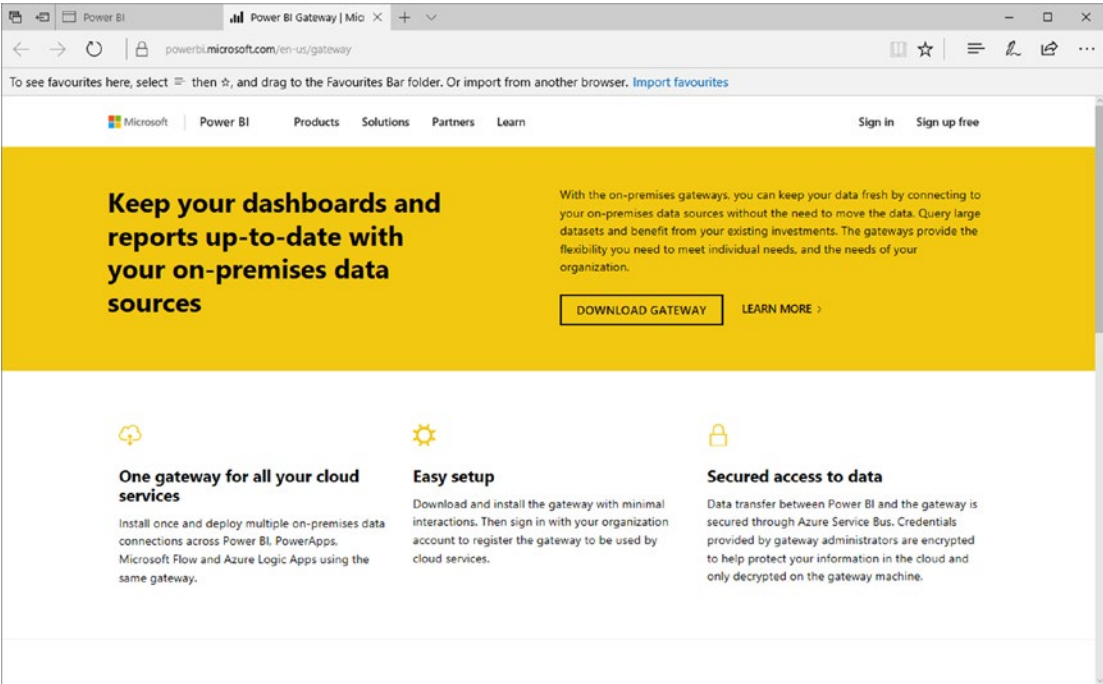 Power BI
Power BI Gateway | Mic
powerbi.microsoft.com/en-us/gateway
To see favourites here, select then ☆, and drag to the Favourites Bar folder. Or import from another browser. Import favourites
Microsoft Power BI Products Solutions Partners Learn Sign in Sign up free
Keep your dashboards and
reports up-to-date with
your on-premises data
sources
With the on-premises gateways, you can keep your data fresh by connecting to
your on-premises data sources without the need to move the data. Query large
datasets and benefit from your existing investments. The gateways provide the
flexibility you need to meet individual needs, and the needs of your
organization.
DOWNLOAD GATEWAY LEARN MORE >
One gateway for all your cloud
services
Install once and deploy multiple on-premises data
connections across Power BI, PowerApps,
Microsoft Flow and Azure Logic Apps using the
same gateway.
Easy setup
Download and install the gateway with minimal
interactions. Then sign in with your organization
account to register the gateway to be used by
cloud services.
Secured access to data
Data transfer between Power BI and the gateway is
secured through Azure Service Bus. Credentials
provided by gateway administrators are encrypted
to help protect your information in the cloud and
only decrypted on the gateway machine.